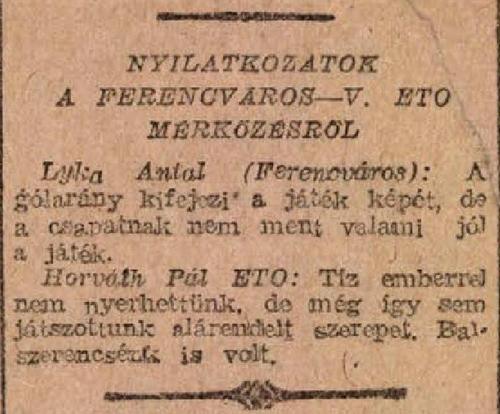 NYILATKOZATOK
A FERENCVÁROS—V. ETO
MÉRKŐZÉSRŐL
Lyka Antal (Ferencváros): A
gólarány kifejezi a játék képét, de
a csapatnak nem ment valami jól
a játék.
Horváth Pál ETO: Tíz emberrel
nem nyerhettünk, de még így sem
játszottunk alárendelt szerepet. Bal-
szerencsénk is volt.